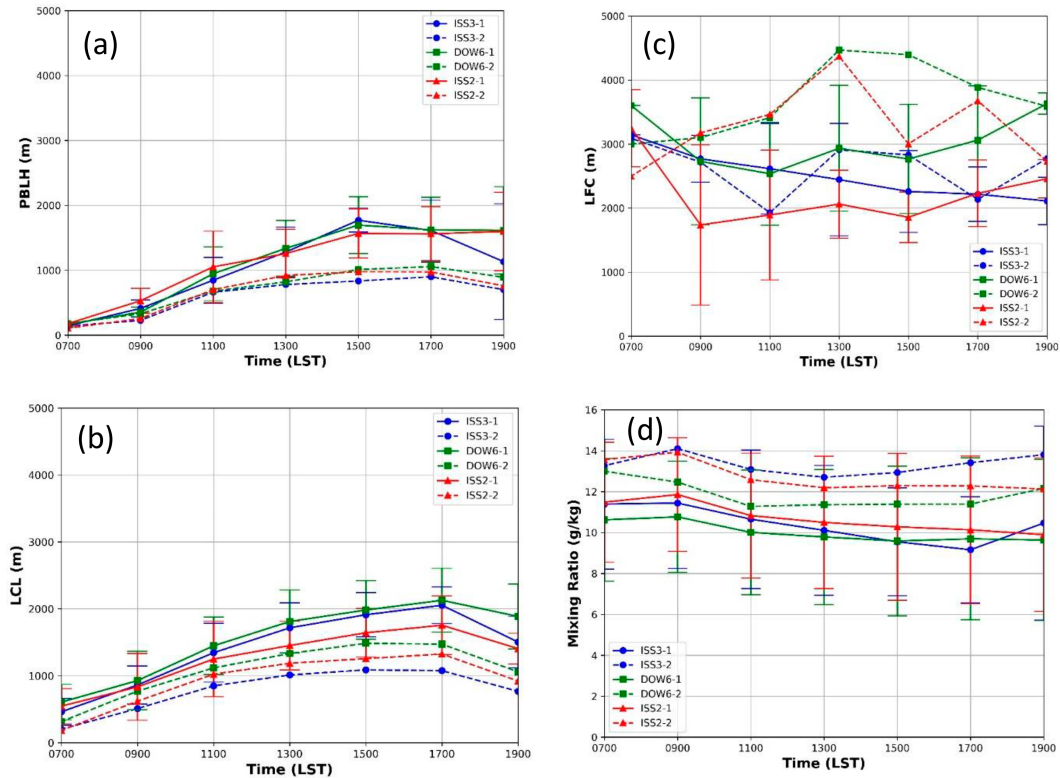 (a)
ISS3-1
ISS3-2
DOW6-1
DOW6-2
ISS2-1
ISS2-2
5000
4000
3000
2000
1000
0
PBLH (m)
0700 0900 1100 1300 1500 1700 1900
Time (LST)
(c)
5000
4000
3000
2000
1000
0
LFC (m)
ISS3-1
ISS3-2
DOW6-1
DOW6-2
ISS2-1
ISS2-2
0700 0900 1100 1300 1500 1700 1900
Time (LST)
(b)
ISS3-1
ISS3-2
DOW6-1
DOW6-2
ISS2-1
ISS2-2
5000
4000
3000
2000
1000
0
LCL (m)
0700 0900 1100 1300 1500 1700 1900
Time (LST)
(d)
16
14
12
10
8
6
4
2
0
Mixing Ratio (g/kg)
ISS3-1
ISS3-2
DOW6-1
DOW6-2
ISS2-1
ISS2-2
0700 0900 1100 1300 1500 1700 1900
Time (LST)